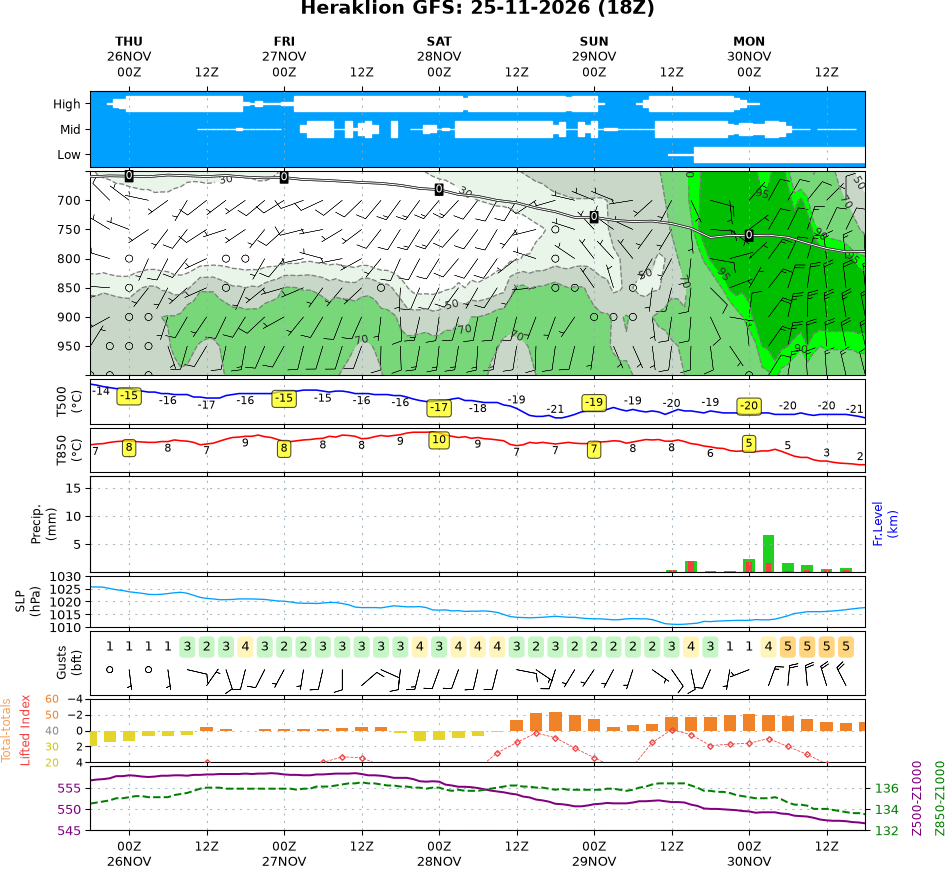 Heraklion GFS: 25-11-2026 (18Z)
THU FRI SAT SUN MON
26NOV 27NOV 28NOV 29NOV 30NOV
00Z 12Z 00Z 12Z 00Z 12Z 00Z 12Z 00Z 12Z
High
Mid
Low
0 0 0 0 0
30 30 0 95 50
700
70
750
90
800
50 95 70
850
50
900
70 70 70
950
90
T500
(°C)
-14 -15 -16 -17 -16 -15 -15 -16 -16 -17 -18 -19 -21 -19 -19 -20 -19 -20 -20 -20 -21
T850
(°C)
7 8 8 7 9 8 8 8 9 10 9 7 7 7 8 8 6 5 5 3 2
Precip.
(mm)
15
10
5
Fr.Level
(km)
SLP
(hPa)
1030
1025
1020
1015
1010
Gusts
(bft)
1 1 1 1 3 2 3 4 3 2 3 2 3 3 3 3 4 3 4 4 4 3 2 3 2 2 2 2 2 3 4 3 1 1 4 5 5 5 5
Total-totals
Lifted Index
60 −4
50 −2
40 0
30 2
20 4
555
550
545
136
134
132
Z500-Z1000
Z850-Z1000
00Z 12Z 00Z 12Z 00Z 12Z 00Z 12Z 00Z 12Z
26NOV 27NOV 28NOV 29NOV 30NOV